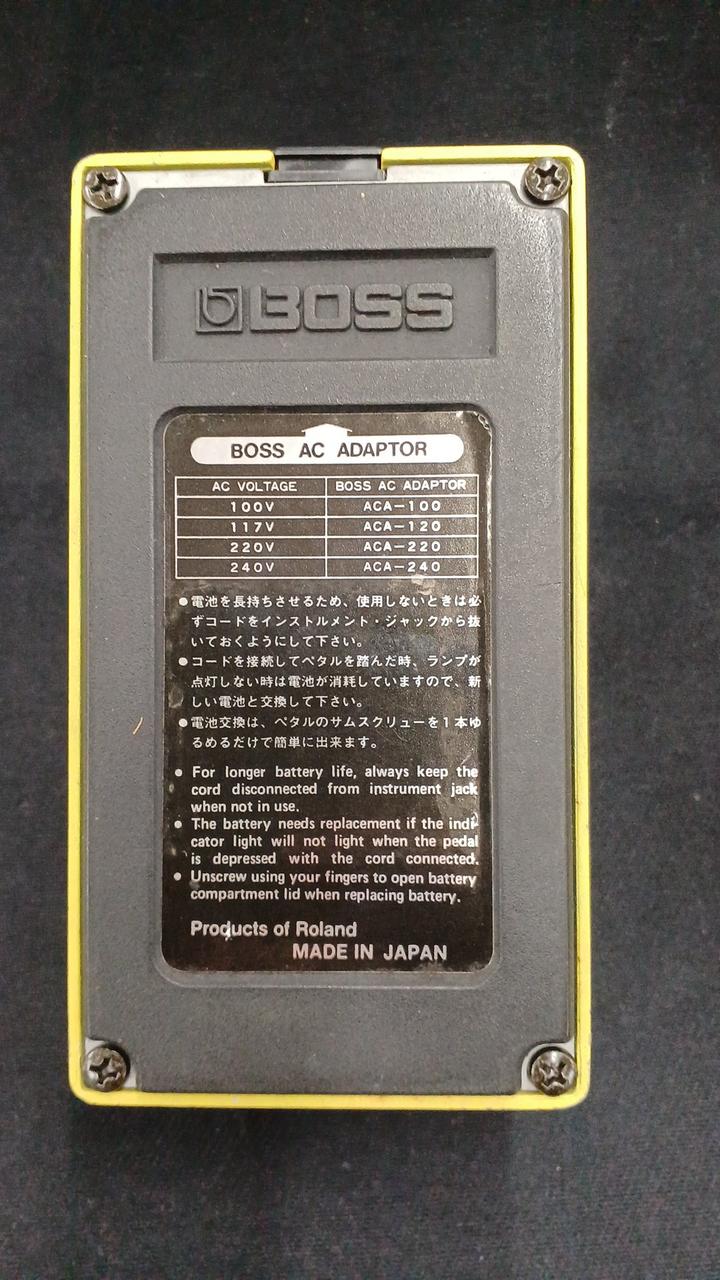 BOSS
BOSS AC ADAPTOR
AC VOLTAGE BOSS AC ADAPTOR
100V ACA-100
117V ACA-120
220V ACA-220
240V ACA-240
●電池を長持ちさせるため、使用しないときは必
ずコードをインストルメント・ジャックから抜
いておくようにして下さい。
●コードを接続してペタルを踏んだ時、ランプが
点灯しない時は電池が消耗していますので、新
しい電池と交換して下さい。
●電池交換は、ペタルのサムスクリューを1本ゆ
るめるだけで簡単に出来ます。
● For longer battery life, always keep the
cord disconnected from instrument jack
when not in use.
● The battery needs replacement if the indi-
cator light will not light when the pedal
is depressed with the cord connected.
● Unscrew using your fingers to open battery
compartment lid when replacing battery.
Products of Roland
MADE IN JAPAN